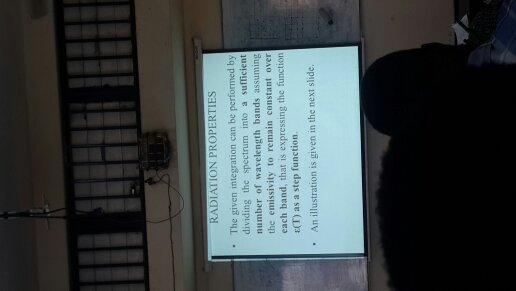 RADIATION PROPERTIES
• The given integration can be performed by
dividing the spectrum into a sufficient
number of wavelength bands assuming
the emissivity to remain constant over
each band, that is expressing the function
ε(T) as a step function.
• An illustration is given in the next slide.